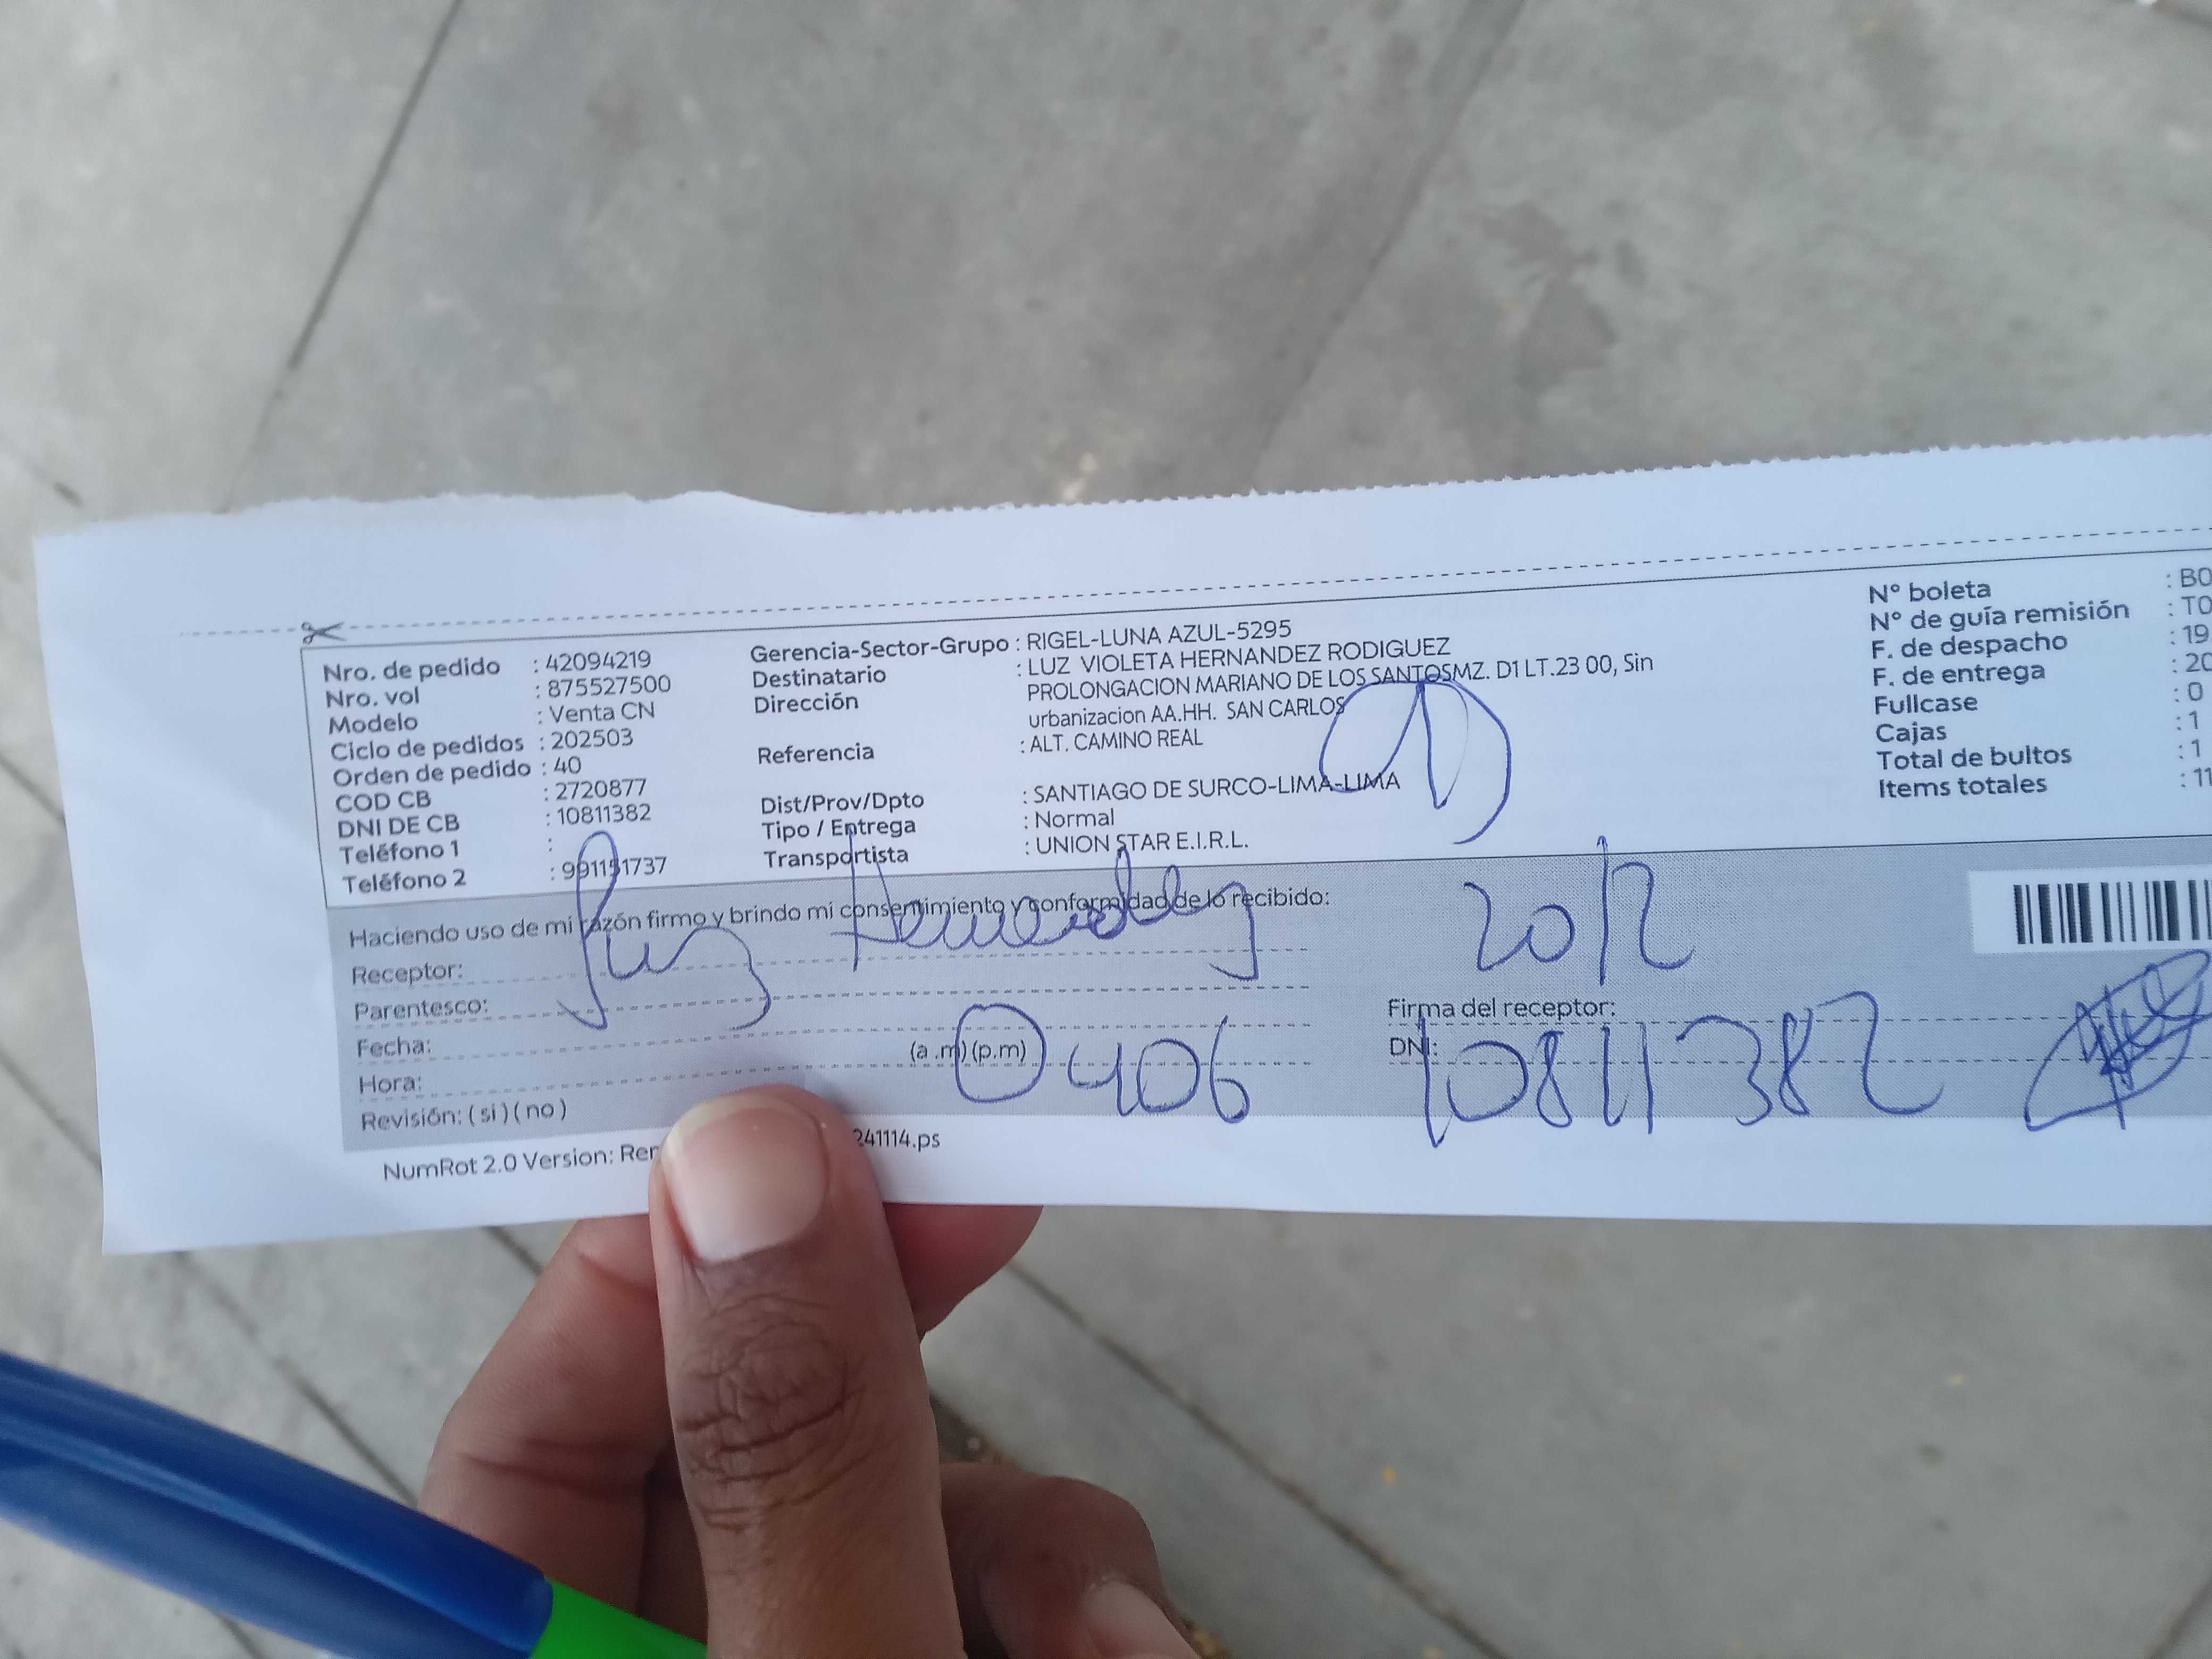 Nro. de pedido : 42094219
Nro. vol : 875527500
Modelo : Venta CN
Ciclo de pedidos : 202503
Orden de pedido : 40
COD CB : 2720877
DNI DE CB : 10811382
Teléfono 1 :
Teléfono 2 : 991151737
Gerencia-Sector-Grupo : RIGEL-LUNA AZUL-5295
Destinatario : LUZ VIOLETA HERNANDEZ RODIGUEZ
Dirección PROLONGACION MARIANO DE LOS SANTOSMZ. D1 LT.23 00, Sin
urbanizacion AA.HH. SAN CARLOS
Referencia : ALT. CAMINO REAL
Dist/Prov/Dpto : SANTIAGO DE SURCO-LIMA-LIMA
Tipo / Entrega : Normal
Transportista : UNION STAR E.I.R.L.
1
N° boleta : B0
N° de guía remisión : T0
F. de despacho : 19
F. de entrega : 20
Fullcase : 0
Cajas : 1
Total de bultos : 1
Items totales : 11
Haciendo uso de mi razón firmo y brindo mi consentimiento y conformidad de lo recibido:
Receptor: Luz Hernandez
20/12
Parentesco:
Fecha:
Hora: (a .m) (p.m) 0406
Revisión: ( si ) ( no )
Firma del receptor:
DNI: 10811382
NumRot 2.0 Version: Rer 241114.ps